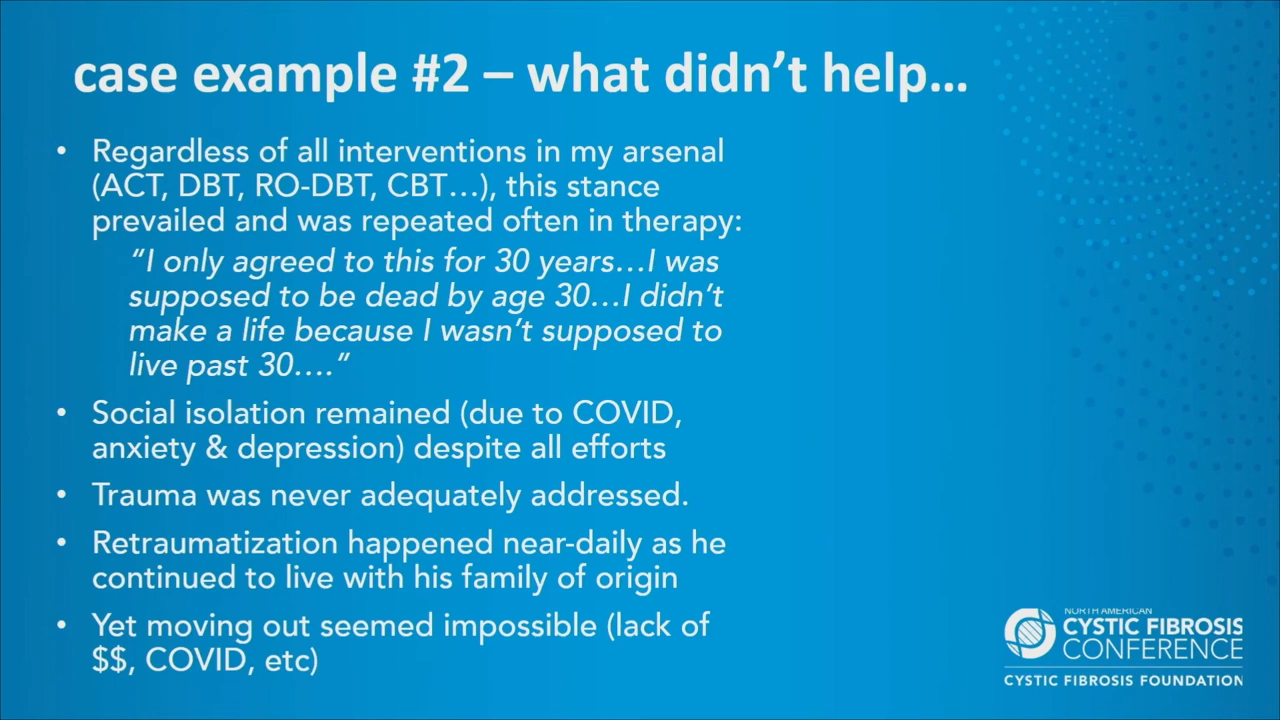 case example #2 – what didn't help…
• Regardless of all interventions in my arsenal
(ACT, DBT, RO-DBT, CBT…), this stance
prevailed and was repeated often in therapy:
"I only agreed to this for 30 years…I was
supposed to be dead by age 30…I didn't
make a life because I wasn't supposed to
live past 30…."
• Social isolation remained (due to COVID,
anxiety & depression) despite all efforts
• Trauma was never adequately addressed.
• Retraumatization happened near-daily as he
continued to live with his family of origin
• Yet moving out seemed impossible (lack of
$$, COVID, etc)
NORTH AMERICAN
CYSTIC FIBROSIS
CONFERENCE
CYSTIC FIBROSIS FOUNDATION